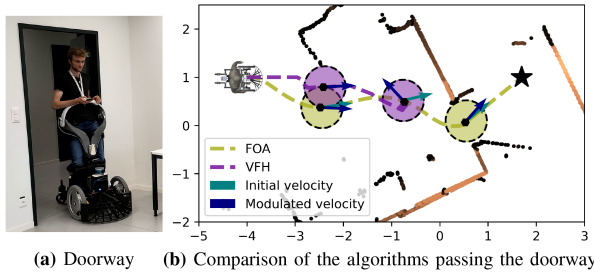 2
1
0
−1
−2
FOA
VFH
Initial velocity
Modulated velocity
−5 −4 −3 −2 −1 0 1 2 3
(a) Doorway (b) Comparison of the algorithms passing the doorway